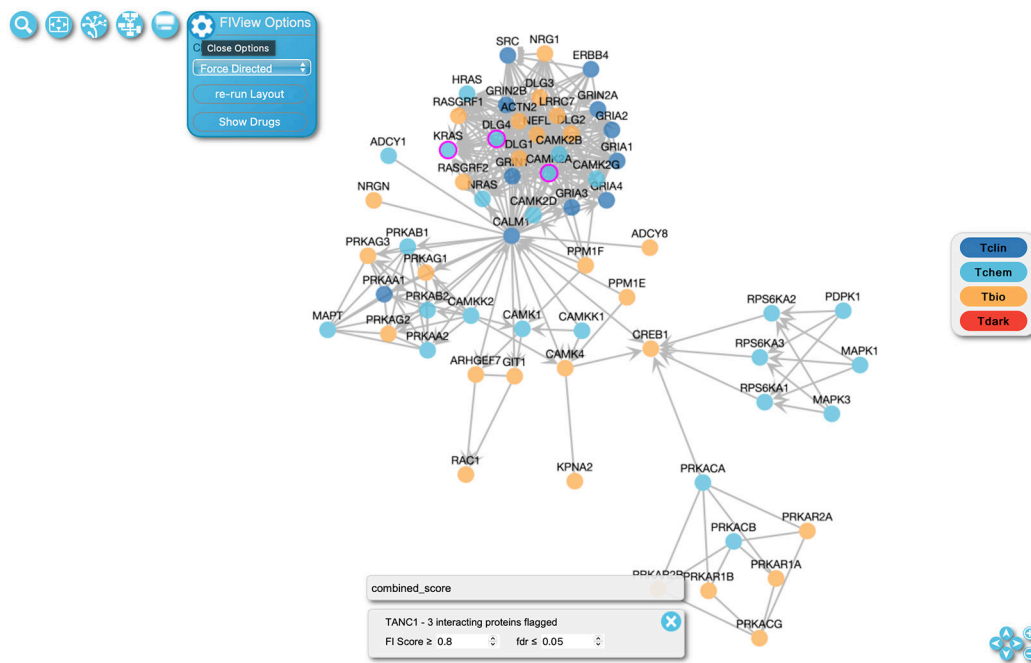 FIView Options
C
Close Options
Force Directed
re-run Layout
Show Drugs
SRC
NRG1
ERBB4
HRAS
GRIN2B
DLG3
GRIN2A
RASGRF1
ACTN2
LRRC7
GRIA2
KRAS
DLG4
NEFL
DLG2
ADCY1
DLG1
CAMK2B
GRIA1
RASGRF2
GRIN1
CAMK2A
CAMK2G
NRGN
NRAS
CAMK2D
GRIA3
GRIA4
CALM1
PRKAG3
PRKAB1
ADCY8
PRKAG1
PPM1F
Tclin
PRKAA1
PRKAB2
CAMKK2
PPM1E
Tchem
MAPT
PRKAG2
CAMK1
CAMKK1
RPS6KA2
PDPK1
Tbio
PRKAA2
CREB1
Tdark
ARHGEF7
GIT1
CAMK4
RPS6KA3
MAPK1
RPS6KA1
MAPK3
RAC1
KPNA2
PRKACA
PRKACB
PRKAR2A
PRKAR2B
PRKAR1B
PRKAR1A
combined_score
PRKACG
TANC1 - 3 interacting proteins flagged
FI Score ≥ 0.8 fdr ≤ 0.05